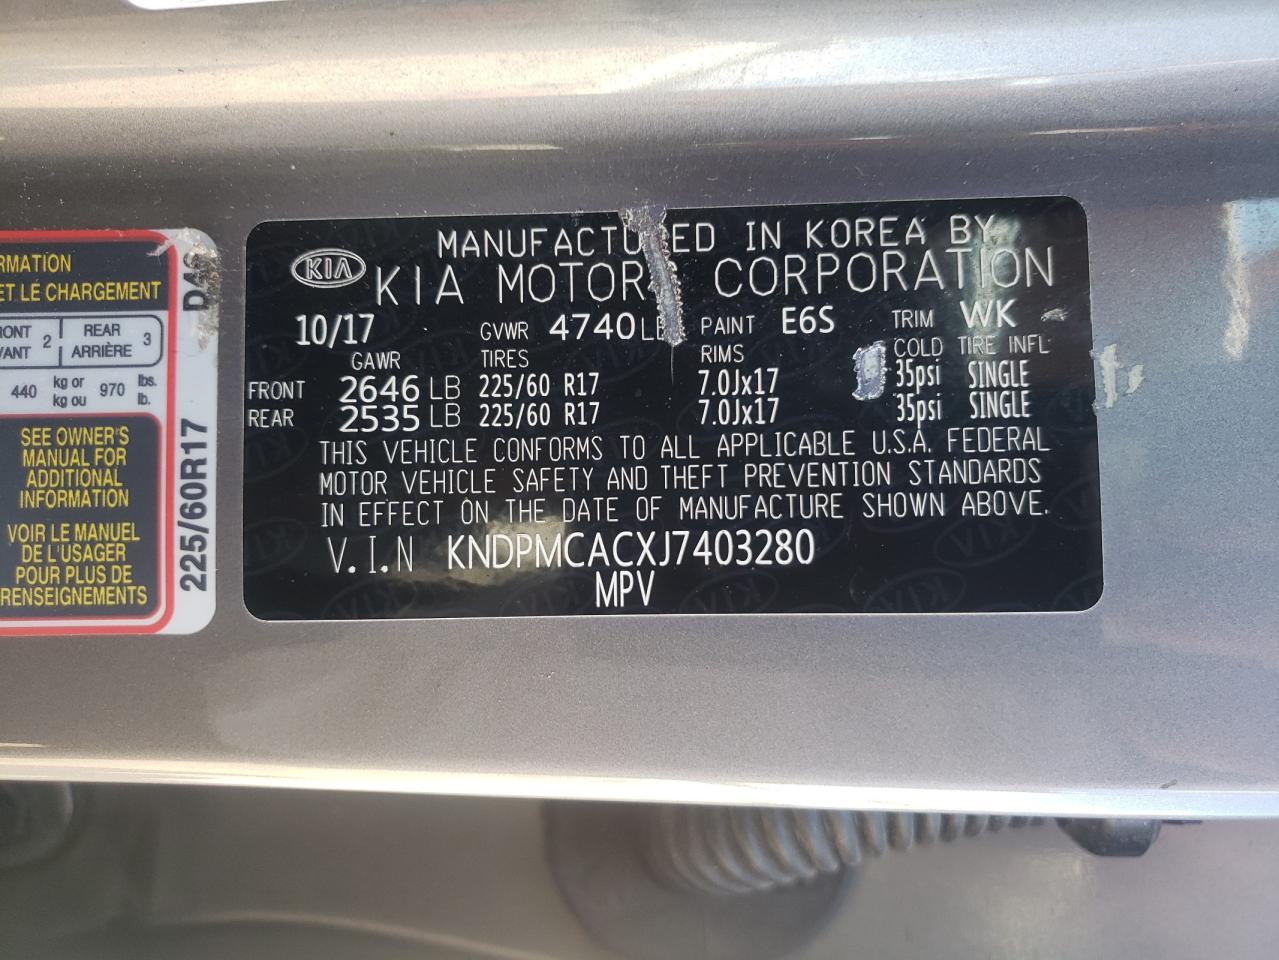 RMATION
ET LE CHARGEMENT
RONT 2 REAR 3
ARRIÈRE
440 kg or 970 lbs.
kg ou lb.
SEE OWNER'S
MANUAL FOR
ADDITIONAL
INFORMATION
VOIR LE MANUEL
DE L'USAGER
POUR PLUS DE
RENSEIGNEMENTS
225/60R17
KIA
MANUFACTURED IN KOREA BY
KIA MOTORS CORPORATION
10/17 GVWR 4740 LB PAINT E6S TRIM WK
GAWR TIRES RIMS COLD TIRE INFL
FRONT 2646 LB 225/60 R17 7.0Jx17 35psi SINGLE
REAR 2535 LB 225/60 R17 7.0Jx17 35psi SINGLE
THIS VEHICLE CONFORMS TO ALL APPLICABLE U.S.A. FEDERAL
MOTOR VEHICLE SAFETY AND THEFT PREVENTION STANDARDS
IN EFFECT ON THE DATE OF MANUFACTURE SHOWN ABOVE.
V.I.N KNDPMCACXJ7403280
MPV